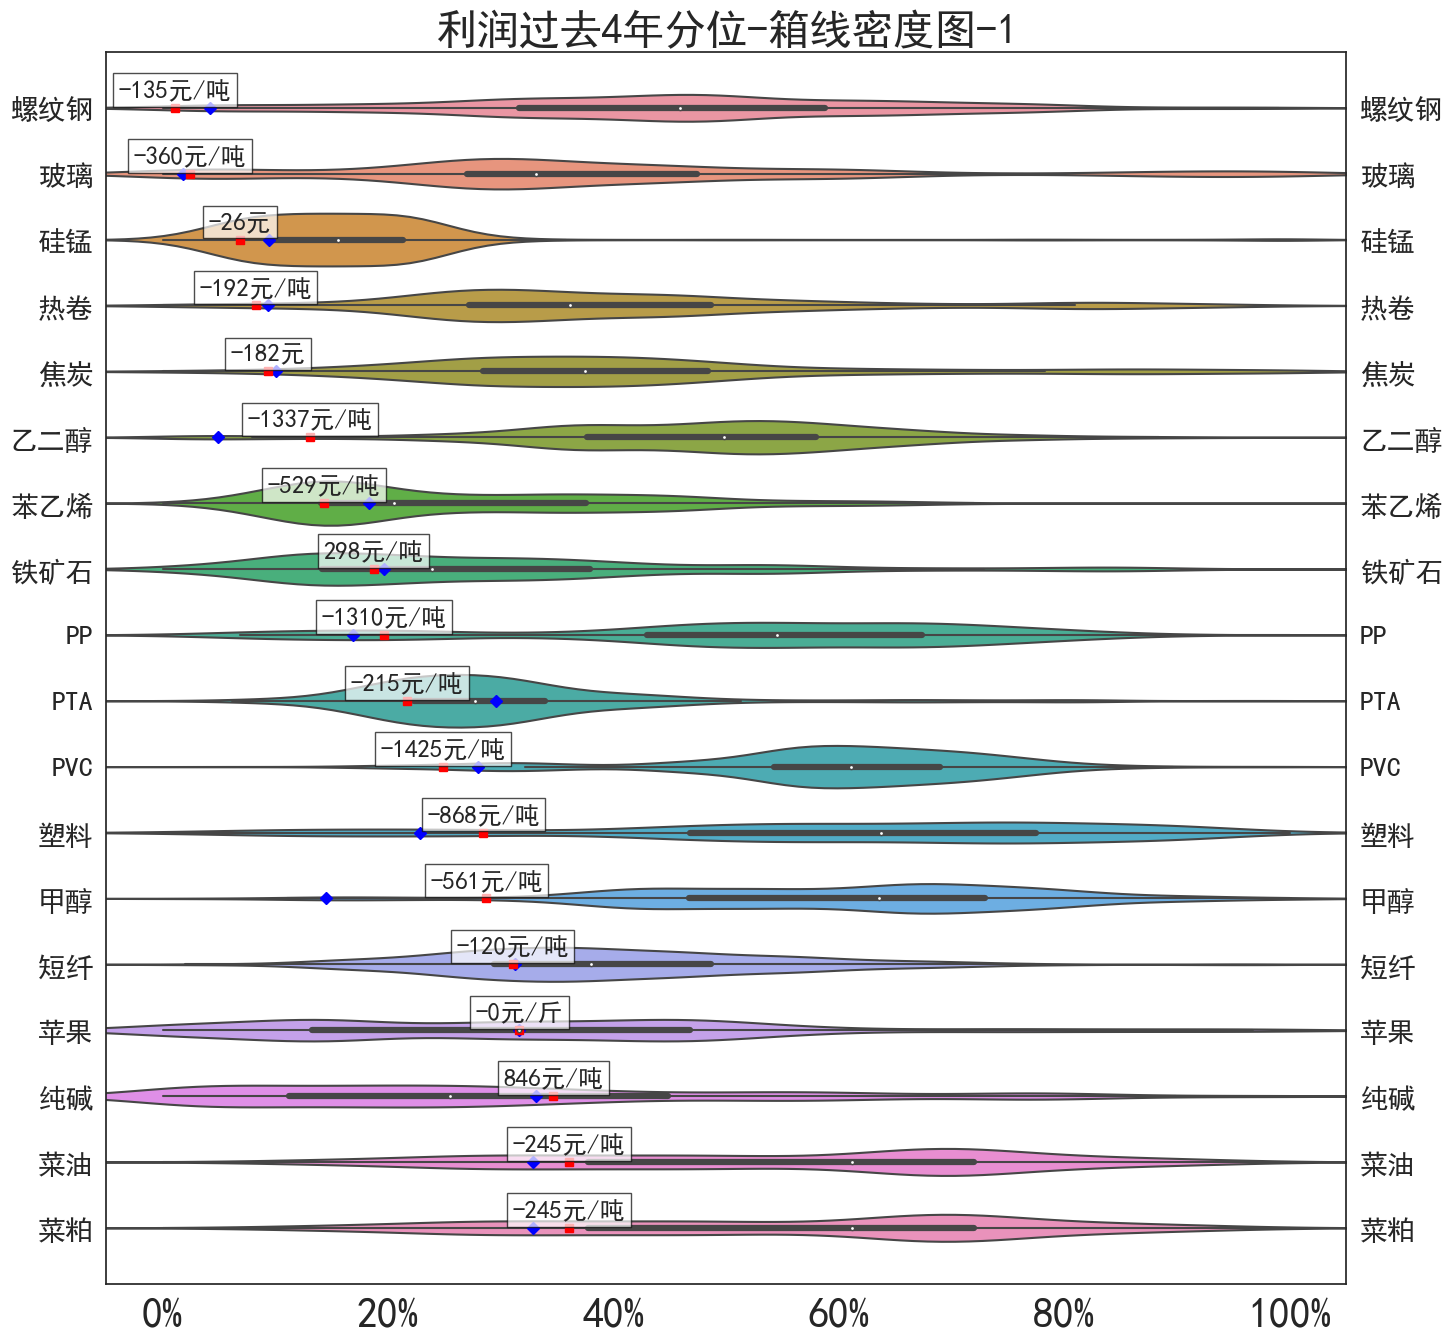 利润过去4年分位-箱线密度图-1
螺纹钢 -135元/吨 螺纹钢
玻璃 -360元/吨 玻璃
硅锰 -26元 硅锰
热卷 -192元/吨 热卷
焦炭 -182元 焦炭
乙二醇 -1337元/吨 乙二醇
苯乙烯 -529元/吨 苯乙烯
铁矿石 298元/吨 铁矿石
PP -1310元/吨 PP
PTA -215元/吨 PTA
PVC -1425元/吨 PVC
塑料 -868元/吨 塑料
甲醇 -561元/吨 甲醇
短纤 -120元/吨 短纤
苹果 -0元/斤 苹果
纯碱 846元/吨 纯碱
菜油 -245元/吨 菜油
菜粕 -245元/吨 菜粕
0% 20% 40% 60% 80% 100%